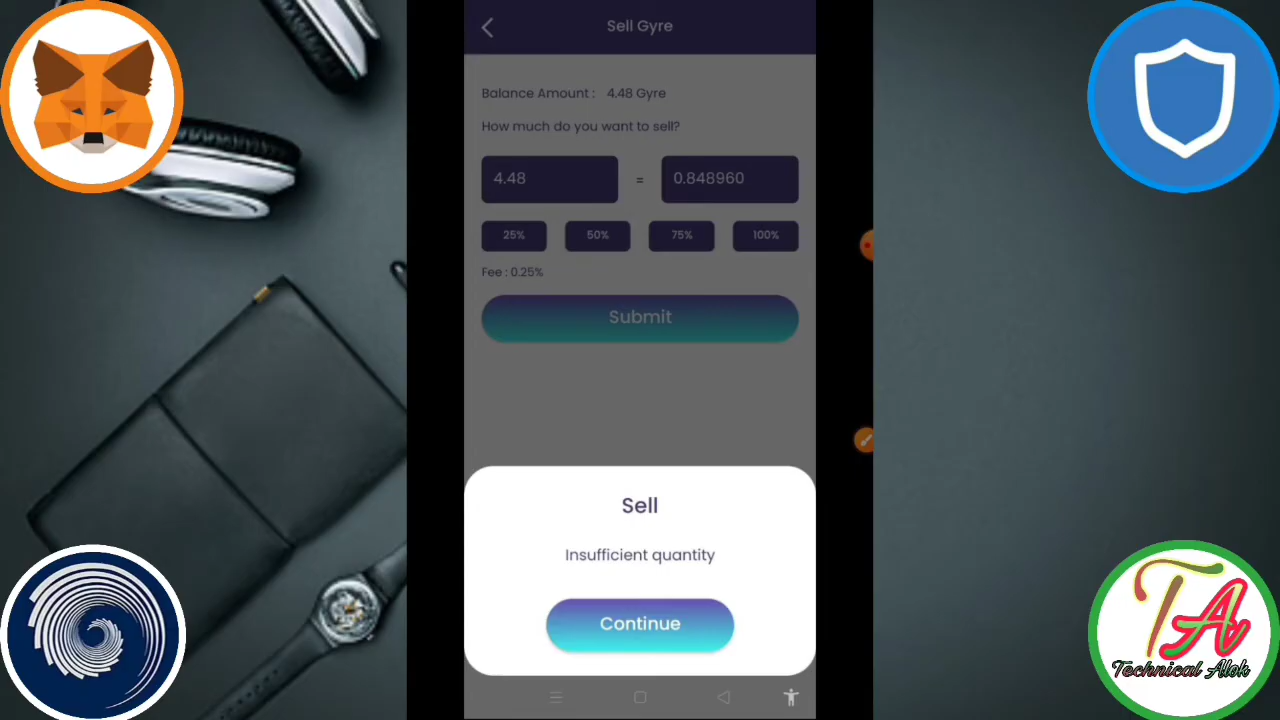 Sell Gyre
Balance Amount : 4.48 Gyre
How much do you want to sell?
4.48 = 0.848960
25% 50% 75% 100%
Fee : 0.25%
Submit
Sell
Insufficient quantity
Continue
TA
Technical Alok